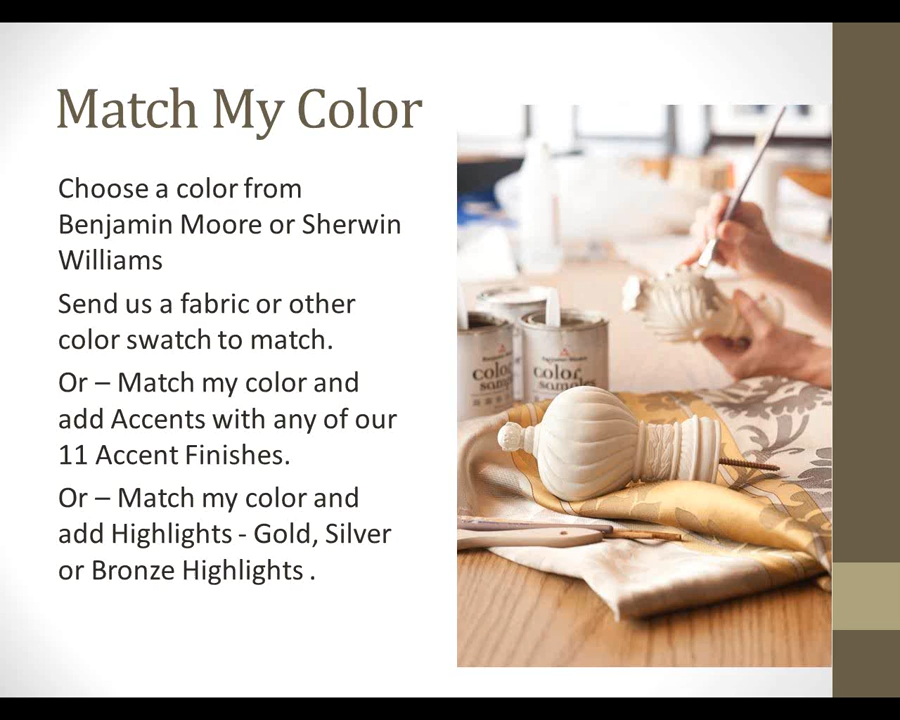 Match My Color
Choose a color from
Benjamin Moore or Sherwin
Williams
Send us a fabric or other
color swatch to match.
Or – Match my color and
add Accents with any of our
11 Accent Finishes.
Or – Match my color and
add Highlights - Gold, Silver
or Bronze Highlights .
color
samples
color
samples